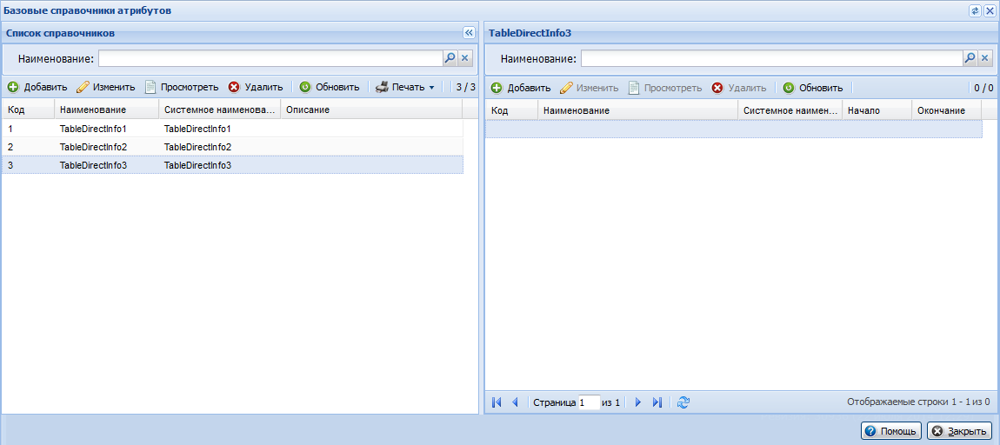 Базовые справочники атрибутов
Список справочников
Наименование:
Добавить Изменить Просмотреть Удалить Обновить Печать 3 / 3
Код Наименование Системное наименова... Описание
1 TableDirectInfo1 TableDirectInfo1
2 TableDirectInfo2 TableDirectInfo2
3 TableDirectInfo3 TableDirectInfo3
TableDirectInfo3
Наименование:
Добавить Изменить Просмотреть Удалить Обновить 0 / 0
Код Наименование Системное наимен... Начало Окончание
Страница 1 из 1 Отображаемые строки 1 - 1 из 0
Помощь Закрыть